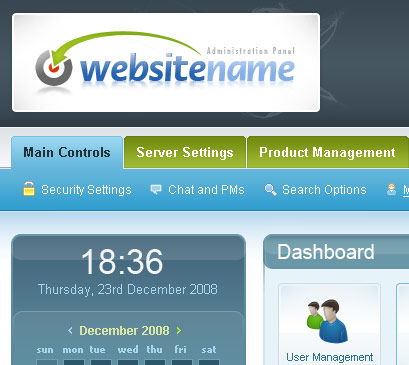 Administration Panel
websitename
Main Controls Server Settings Product Management
Security Settings Chat and PMs Search Options
18:36
Thursday, 23rd December 2008
Dashboard
‹ December 2008 ›
sun mon tue wed thu fri sat
User Management